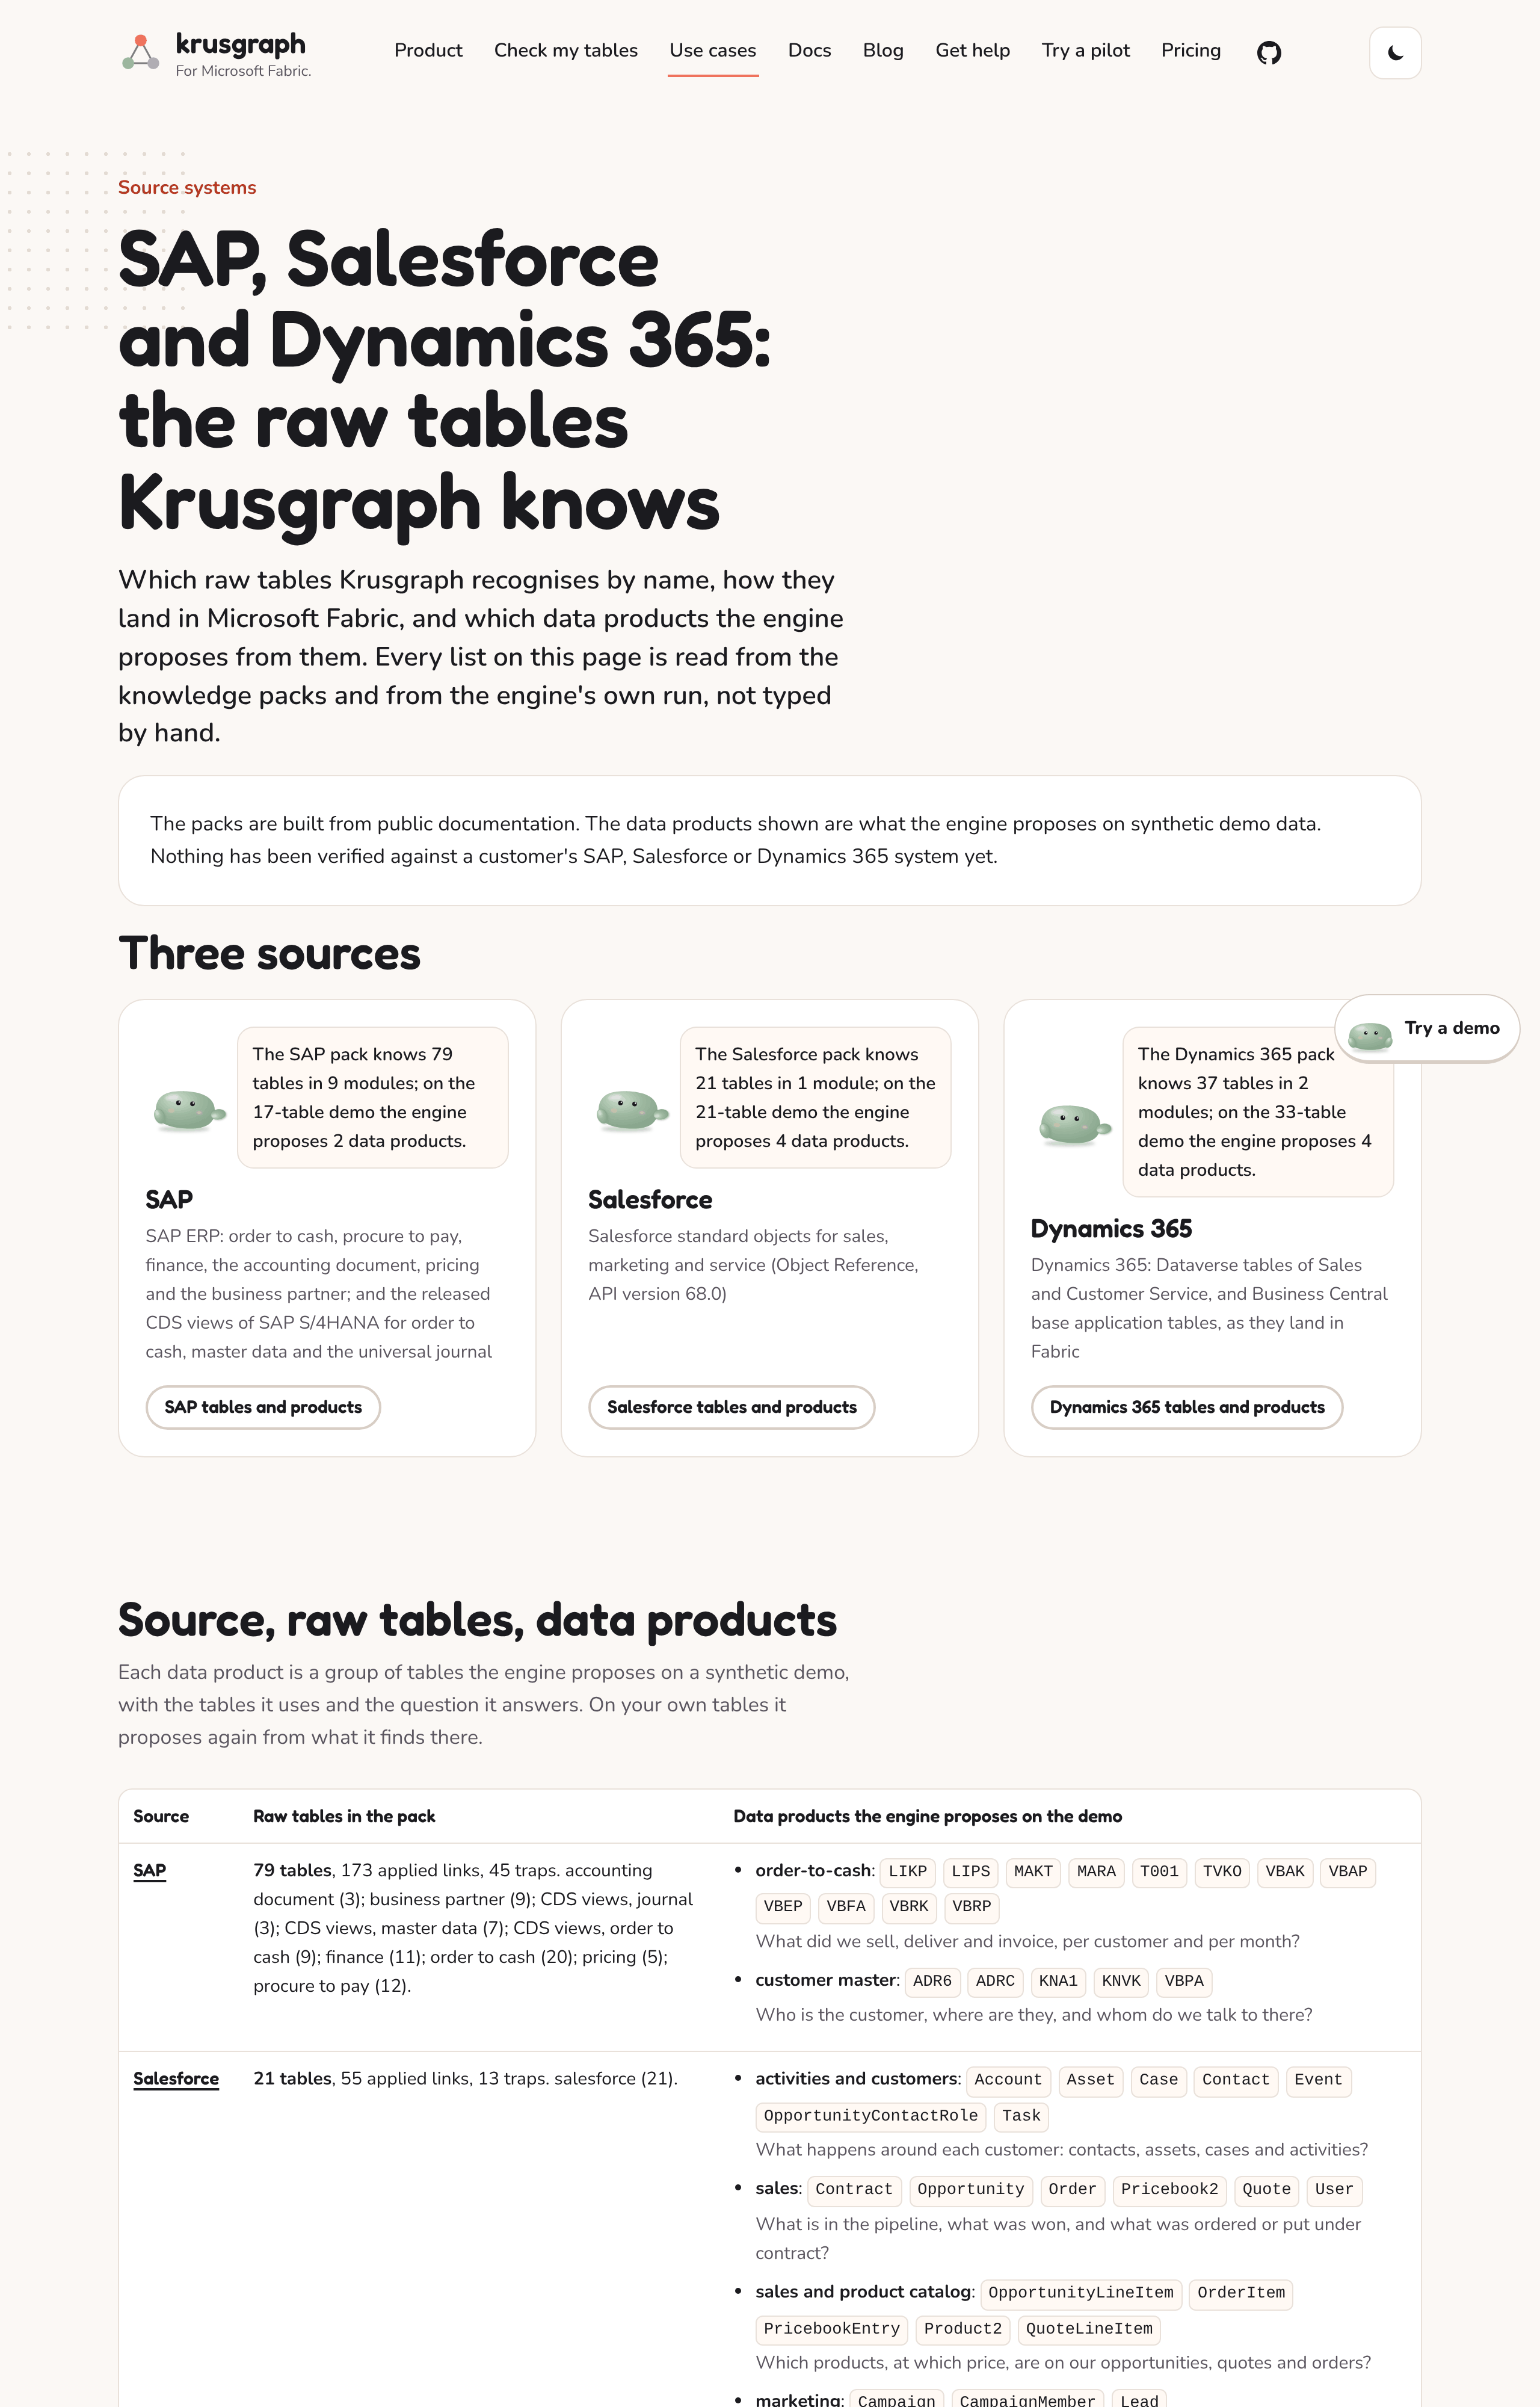 krusgraph
For Microsoft Fabric.
Product
Check my tables
Use cases
Docs
Blog
Get help
Try a pilot
Pricing
Source systems
SAP, Salesforce
and Dynamics 365:
the raw tables
Krusgraph knows
Which raw tables Krusgraph recognises by name, how they
land in Microsoft Fabric, and which data products the engine
proposes from them. Every list on this page is read from the
knowledge packs and from the engine's own run, not typed
by hand.
The packs are built from public documentation. The data products shown are what the engine proposes on synthetic demo data.
Nothing has been verified against a customer's SAP, Salesforce or Dynamics 365 system yet.
Three sources
The SAP pack knows 79
tables in 9 modules; on the
17-table demo the engine
proposes 2 data products.
SAP
SAP ERP: order to cash, procure to pay,
finance, the accounting document, pricing
and the business partner; and the released
CDS views of SAP S/4HANA for order to
cash, master data and the universal journal
SAP tables and products
The Salesforce pack knows
21 tables in 1 module; on the
21-table demo the engine
proposes 4 data products.
Salesforce
Salesforce standard objects for sales,
marketing and service (Object Reference,
API version 68.0)
Salesforce tables and products
The Dynamics 365 pack
knows 37 tables in 2
modules; on the 33-table
demo the engine proposes 4
data products.
Dynamics 365
Dynamics 365: Dataverse tables of Sales
and Customer Service, and Business Central
base application tables, as they land in
Fabric
Dynamics 365 tables and products
Try a demo
Source, raw tables, data products
Each data product is a group of tables the engine proposes on a synthetic demo,
with the tables it uses and the question it answers. On your own tables it
proposes again from what it finds there.
Source
Raw tables in the pack
Data products the engine proposes on the demo
SAP
79 tables, 173 applied links, 45 traps. accounting
document (3); business partner (9); CDS views, journal
(3); CDS views, master data (7); CDS views, order to
cash (9); finance (11); order to cash (20); pricing (5);
procure to pay (12).
• order-to-cash: LIKP LIPS MAKT MARA T001 TVKO VBAK VBAP
VBEP VBFA VBRK VBRP
What did we sell, deliver and invoice, per customer and per month?
• customer master: ADR6 ADRC KNA1 KNVK VBPA
Who is the customer, where are they, and whom do we talk to there?
Salesforce
21 tables, 55 applied links, 13 traps. salesforce (21).
• activities and customers: Account Asset Case Contact Event
OpportunityContactRole Task
What happens around each customer: contacts, assets, cases and activities?
• sales: Contract Opportunity Order Pricebook2 Quote User
What is in the pipeline, what was won, and what was ordered or put under
contract?
• sales and product catalog: OpportunityLineItem OrderItem
PricebookEntry Product2 QuoteLineItem
Which products, at which price, are on our opportunities, quotes and orders?
• marketing: Campaign CampaignMember Lead